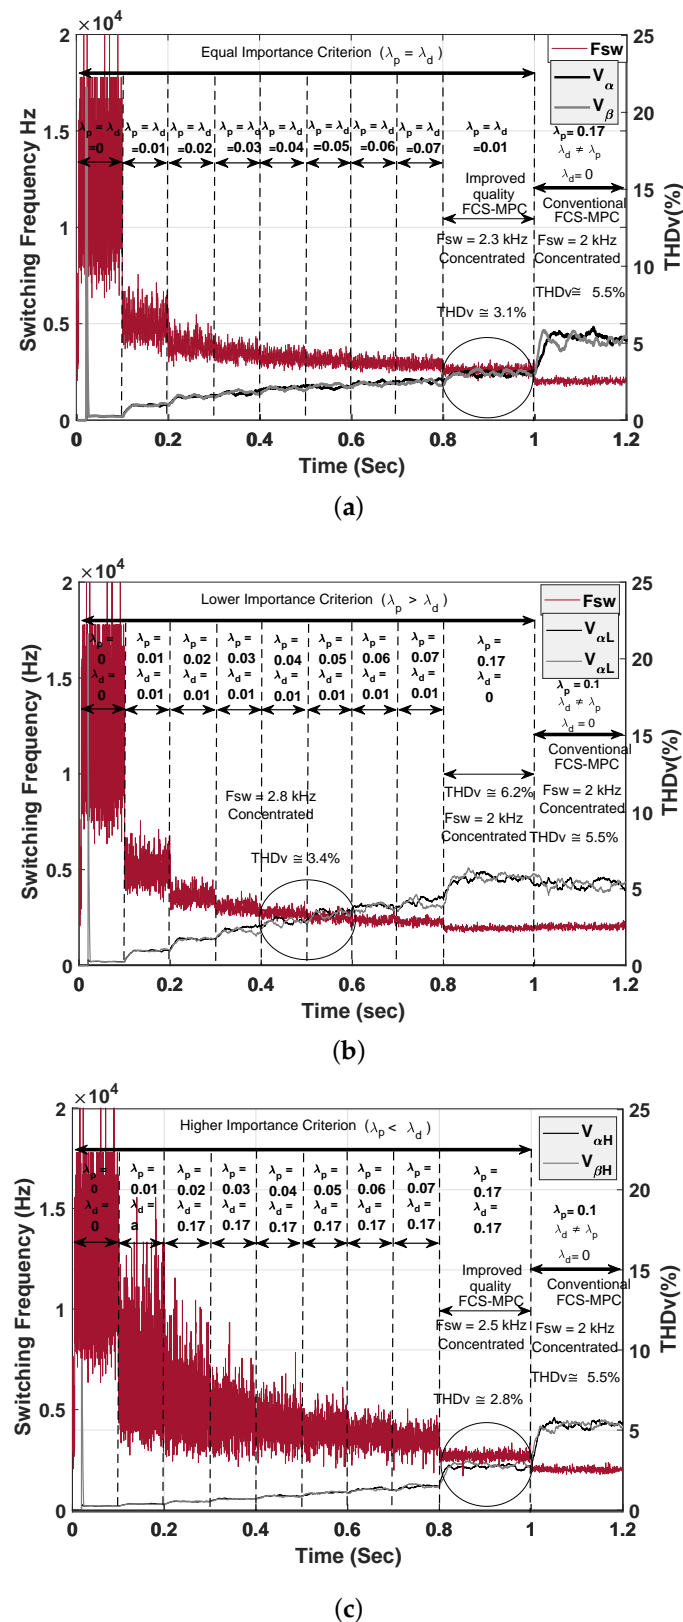 ×10⁴
Equal Importance Criterion (λp = λd)
Fsw
Vα
Vβ
λp = λd =0
λp = λd =0.01
λp = λd =0.02
λp = λd =0.03
λp = λd =0.04
λp = λd =0.05
λp = λd =0.06
λp = λd =0.07
λp = λd =0.01
λp= 0.17
λd ≠ λp
λd= 0
Improved quality FCS-MPC
Conventional FCS-MPC
Fsw = 2.3 kHz Concentrated
Fsw = 2 kHz Concentrated
THDv ≅ 3.1%
THDv≅ 5.5%
Switching Frequency Hz
2
1.5
1
0.5
0
THDv(%)
25
20
15
10
5
0
0 0.2 0.4 0.6 0.8 1 1.2
Time (Sec)
(a)
×10⁴
Lower Importance Criterion (λp > λd)
Fsw
VαL
VαL
λp = 0 λd = 0
λp = 0.01 λd = 0.01
λp = 0.02 λd = 0.01
λp = 0.03 λd = 0.01
λp = 0.04 λd = 0.01
λp = 0.05 λd = 0.01
λp = 0.06 λd = 0.01
λp = 0.07 λd = 0.01
λp = 0.17 λd = 0
λp = 0.1
λd ≠ λp
λd = 0
Conventional FCS-MPC
Fsw = 2.8 kHz Concentrated
THDv ≅ 3.4%
THDv ≅ 6.2%
Fsw = 2 kHz Concentrated
Fsw = 2 kHz Concentrated
THDv ≅ 5.5%
Switching Frequency (Hz)
2
1.5
1
0.5
0
THDv(%)
25
20
15
10
5
0
0 0.2 0.4 0.6 0.8 1 1.2
Time (sec)
(b)
×10⁴
Higher Importance Criterion (λp < λd)
VαH
VβH
λp = 0 λd = 0
λp = 0.01 λd = a
λp = 0.02 λd = 0.17
λp = 0.03 λd = 0.17
λp = 0.04 λd = 0.17
λp = 0.05 λd = 0.17
λp = 0.06 λd = 0.17
λp = 0.07 λd = 0.17
λp = 0.17 λd = 0.17
λp= 0.1
λd ≠ λp
λd = 0
Improved quality FCS-MPC
Conventional FCS-MPC
Fsw = 2.5 kHz Concentrated
Fsw = 2 kHz Concentrated
THDv ≅ 2.8%
THDv≅ 5.5%
Switching Frequency (Hz)
2
1.5
1
0.5
0
THDv(%)
25
20
15
10
5
0
0 0.2 0.4 0.6 0.8 1 1.2
Time (Sec)
(c)